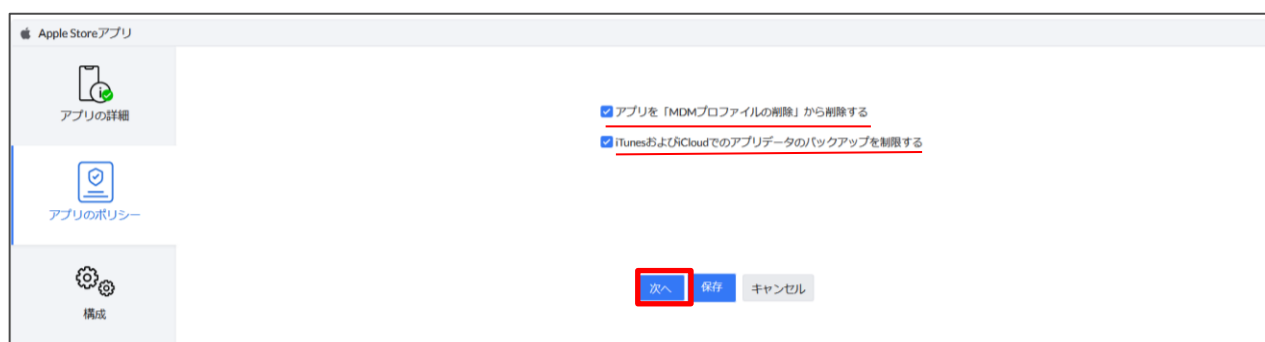 Apple Storeアプリ
アプリの詳細
アプリを「MDMプロファイルの削除」から削除する
iTunesおよびiCloudでのアプリデータのバックアップを制限する
アプリのポリシー
次へ 保存 キャンセル
構成